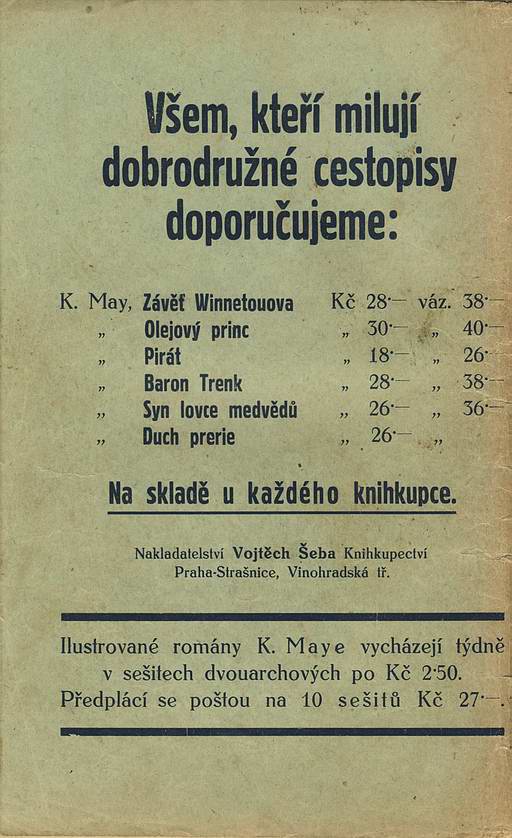 Všem, kteří milují
dobrodružné cestopisy
doporučujeme:
K. May, Závěť Winnetouova Kč 28·— váz. 38·—
„ Olejový princ „ 30·— „ 40·—
„ Pirát „ 18·— „ 26·
„ Baron Trenk „ 28·— „ 38·—
„ Syn lovce medvědů „ 26·— „ 36·—
„ Duch prerie „ 26·— „
Na skladě u každého knihkupce.
Nakladatelství Vojtěch Šeba Knihkupectví
Praha-Strašnice, Vinohradská tř.
Ilustrované romány K. Maye vycházejí týdně
v sešitech dvouarchových po Kč 2·50.
Předplácí se poštou na 10 sešitů Kč 27·—.